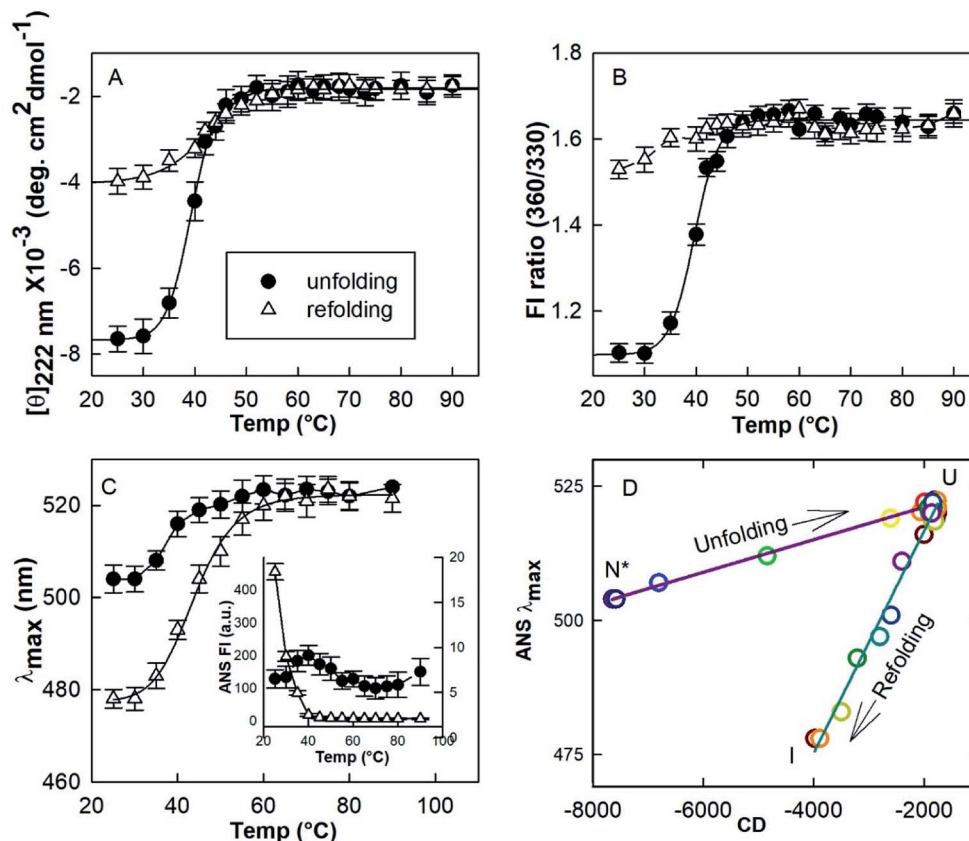 A
[θ]222 nm X10-3 (deg. cm2dmol-1)
-2
-4
-6
-8
unfolding
refolding
20 30 40 50 60 70 80 90
Temp (°C)
B
FI ratio (360/330)
1.8
1.6
1.4
1.2
1.0
20 30 40 50 60 70 80 90
Temp (°C)
C
λmax (nm)
520
500
480
460
20 40 60 80 100
Temp (°C)
ANS FI (a.u.)
400
300
200
100
0
20
15
10
5
0
20 40 60 80 100
Temp (°C)
D
U
ANS λmax
525
500
475
N*
Unfolding
Refolding
I
-8000 -6000 -4000 -2000
CD